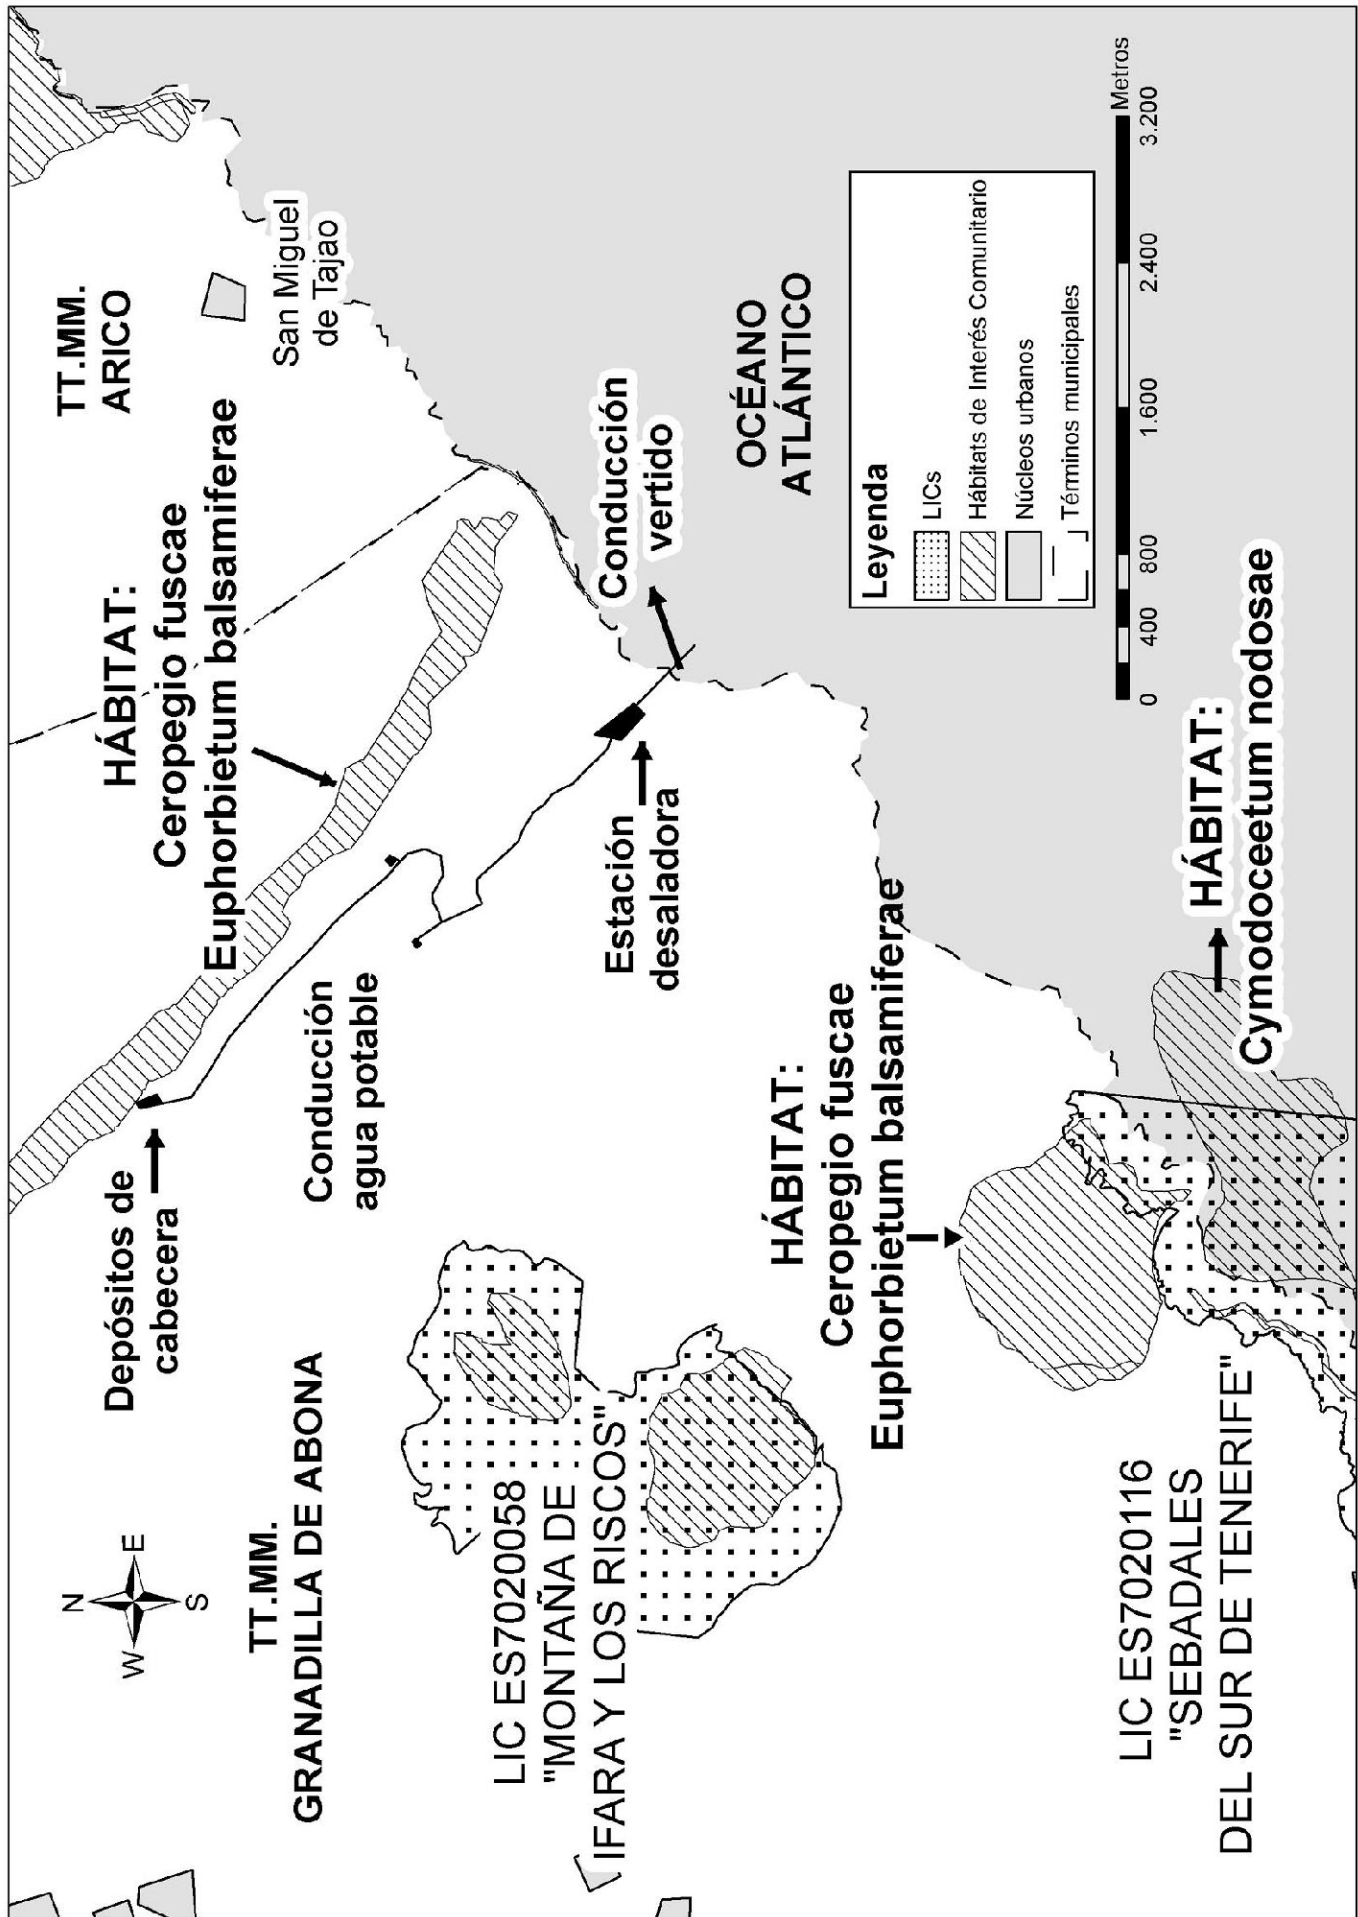 N
W
E
S
TT.MM.
GRANADILLA DE ABONA
Depósitos de
cabecera
Conducción
agua potable
HÁBITAT:
Ceropegio fuscae
Euphorbietum balsamiferae
TT.MM.
ARICO
San Miguel
de Tajao
LIC ES7020058
"MONTAÑA DE
IFARA Y LOS RISCOS"
Estación
desaladora
Conducción
vertido
OCÉANO
ATLÁNTICO
HÁBITAT:
Ceropegio fuscae
Euphorbietum balsamiferae
Leyenda
LICs
Hábitats de Interés Comunitario
Núcleos urbanos
Términos municipales
LIC ES7020116
"SEBADALES
DEL SUR DE TENERIFE"
HÁBITAT:
Cymodoceetum nodosae
0 400 800 1.600 2.400 3.200
Metros